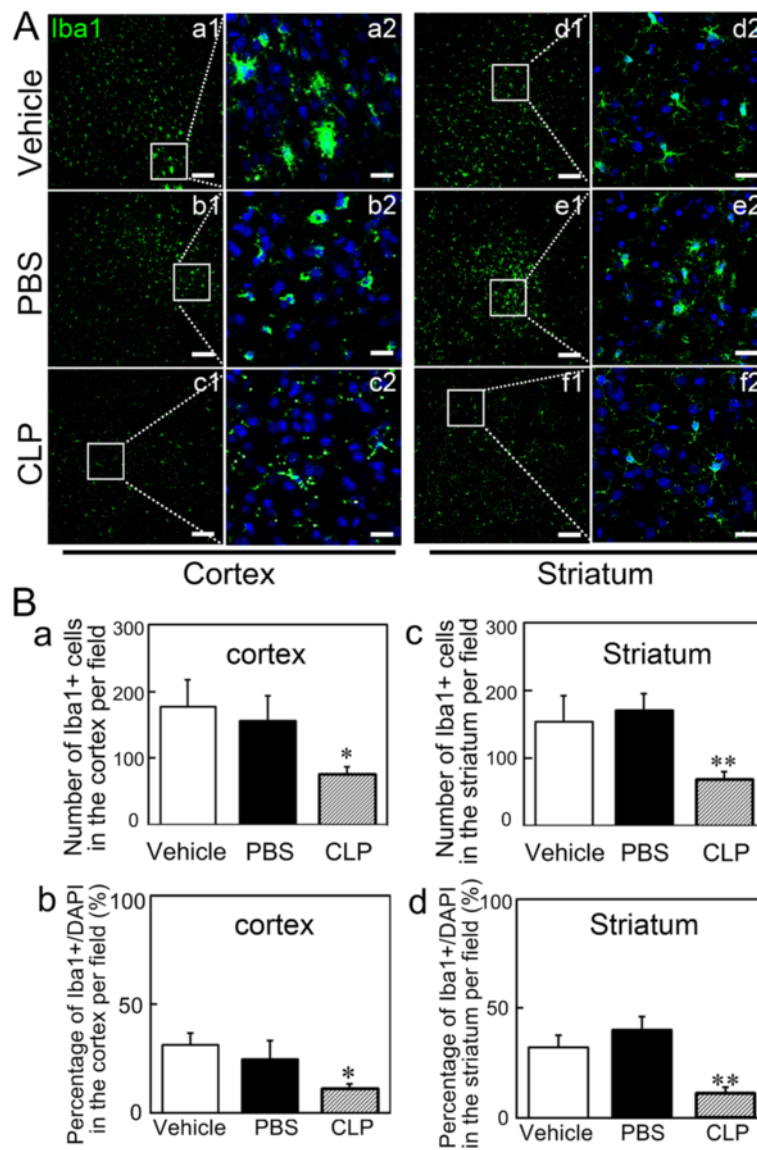 A
Iba1
a1
a2
d1
d2
Vehicle
b1
b2
e1
e2
PBS
c1
c2
f1
f2
CLP
Cortex
Striatum
B
a
Number of Iba1+ cells
in the cortex per field
300
200
100
0
cortex
*
Vehicle PBS CLP
c
Number of Iba1+ cells
in the striatum per field
300
200
100
0
Striatum
**
Vehicle PBS CLP
b
Percentage of Iba1+/DAPI
in the cortex per field (%)
100
50
0
cortex
*
Vehicle PBS CLP
d
Percentage of Iba1+/DAPI
in the striatum per field (%)
100
50
0
Striatum
**
Vehicle PBS CLP